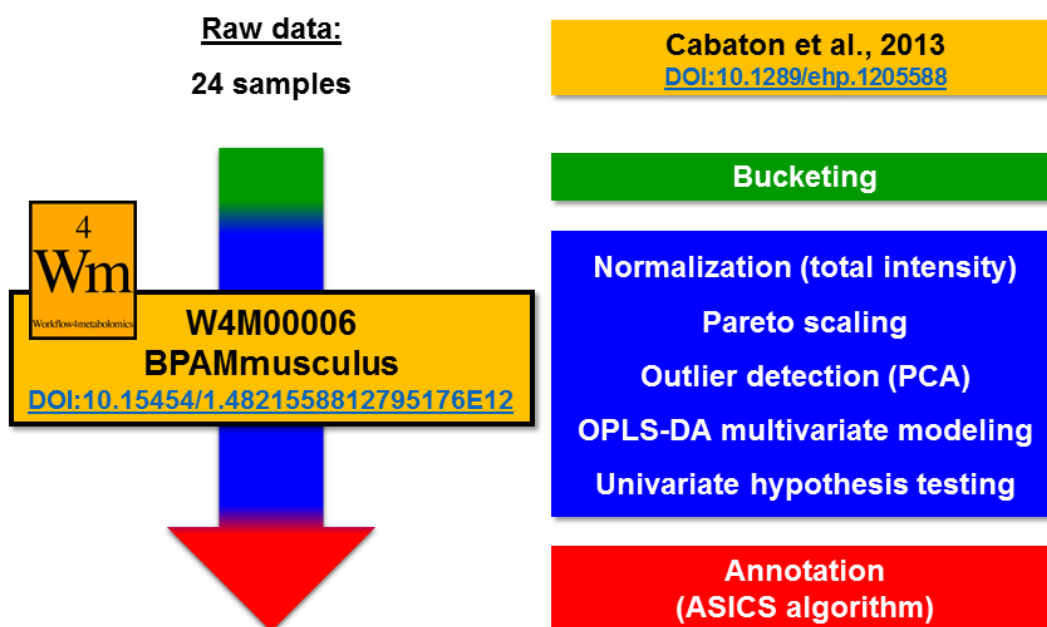 Raw data:
24 samples
Cabaton et al., 2013
DOI:10.1289/ehp.1205588
Bucketing
4
Wm
Workflow4metabolomics
W4M00006
BPAMmusculus
DOI:10.15454/1.4821558812795176E12
Normalization (total intensity)
Pareto scaling
Outlier detection (PCA)
OPLS-DA multivariate modeling
Univariate hypothesis testing
Annotation
(ASICS algorithm)